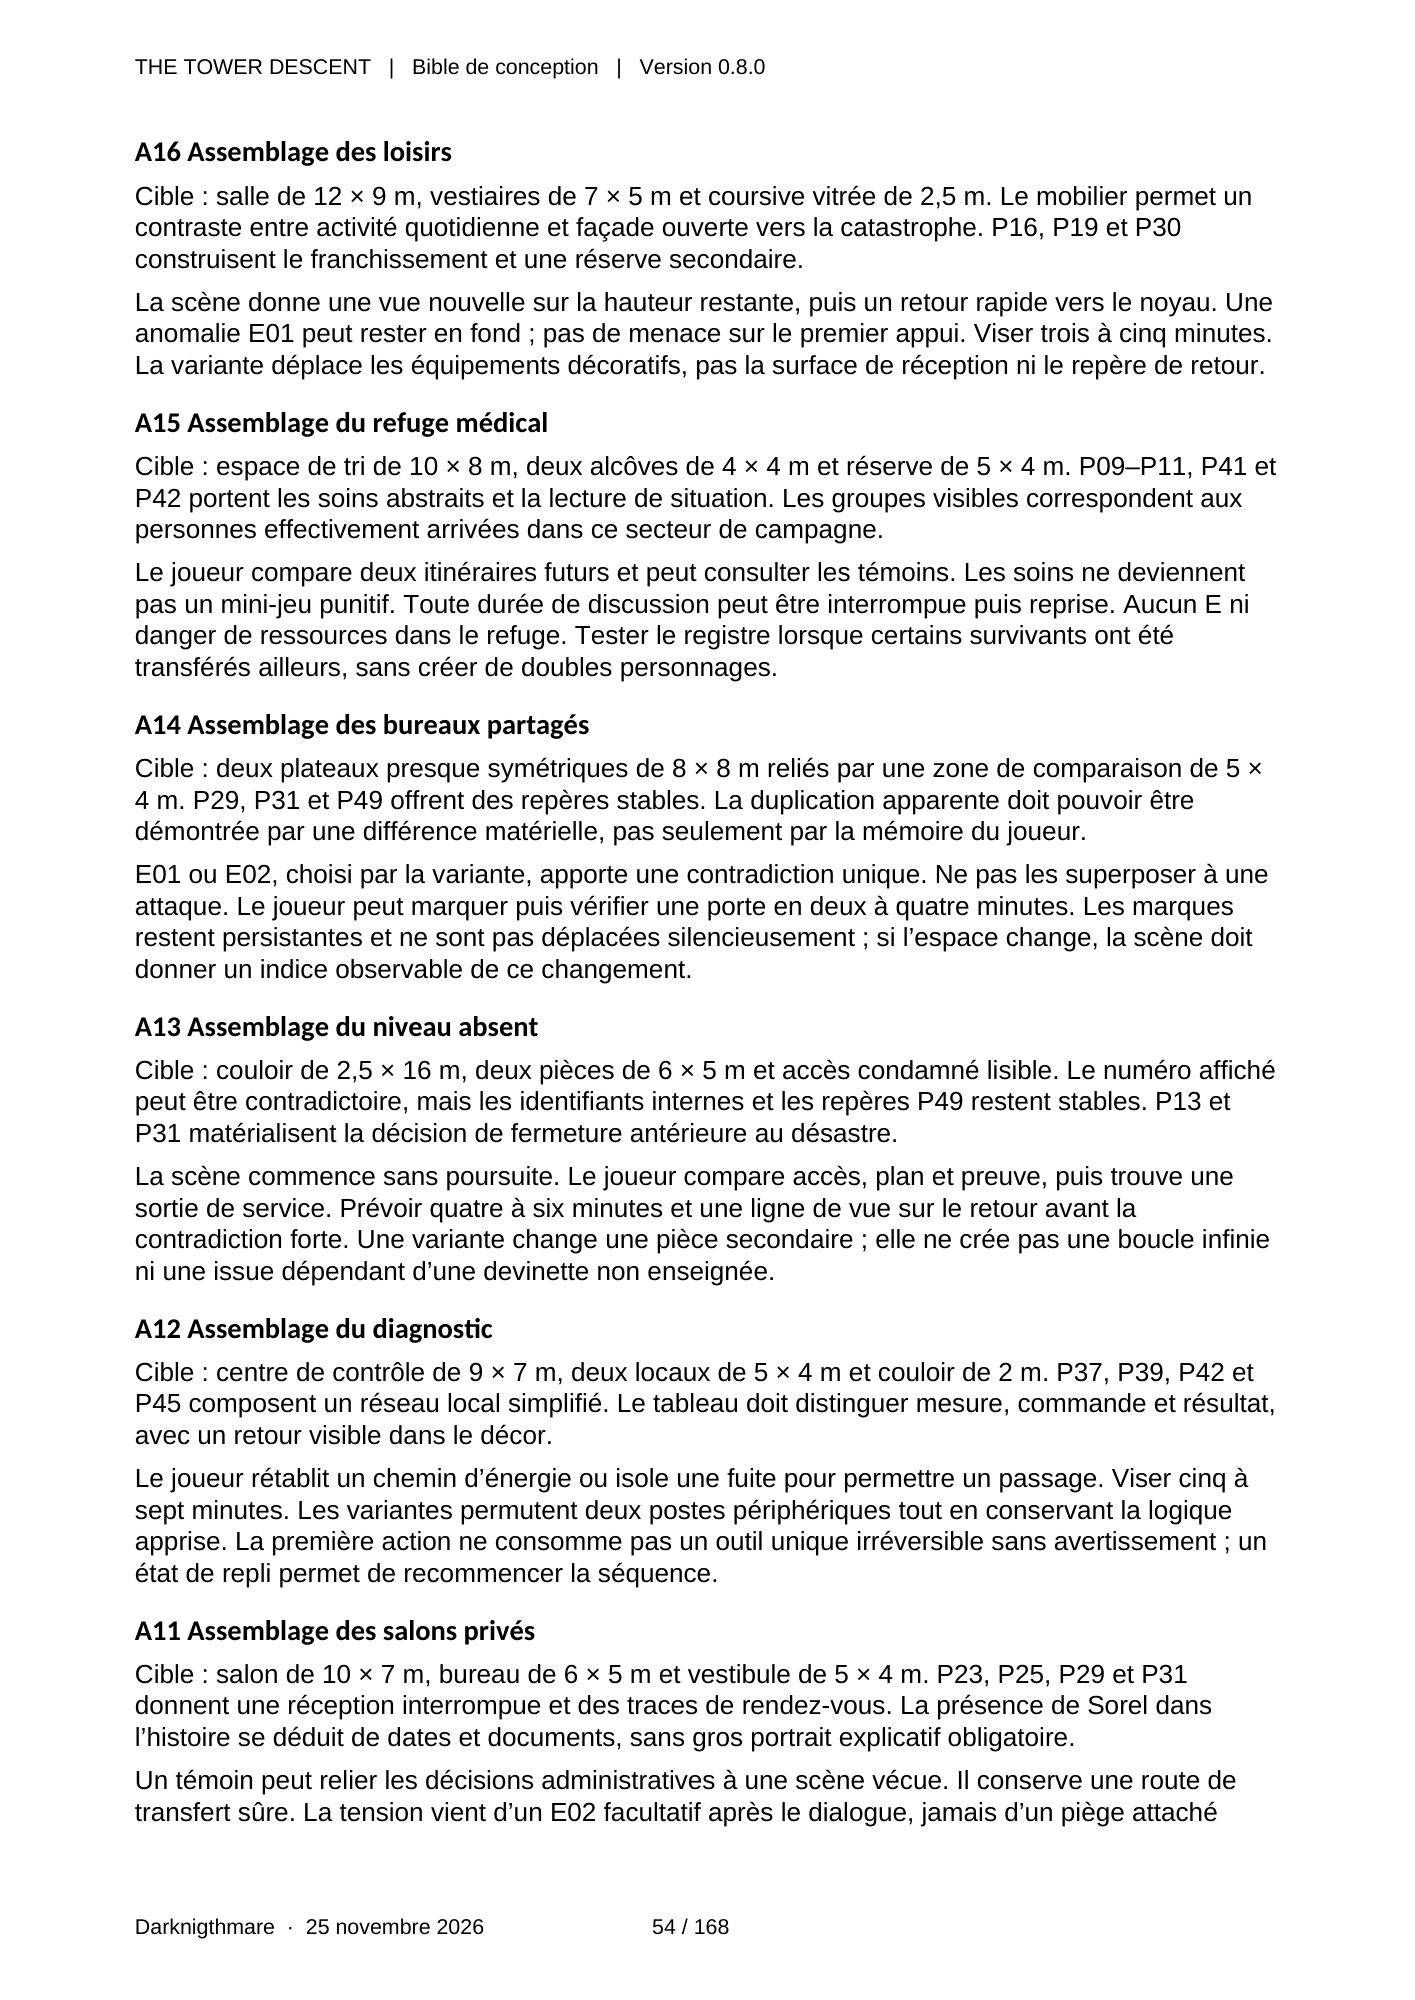 THE TOWER DESCENT | Bible de conception | Version 0.8.0
A16 Assemblage des loisirs
Cible : salle de 12 × 9 m, vestiaires de 7 × 5 m et coursive vitrée de 2,5 m. Le mobilier permet un
contraste entre activité quotidienne et façade ouverte vers la catastrophe. P16, P19 et P30
construisent le franchissement et une réserve secondaire.
La scène donne une vue nouvelle sur la hauteur restante, puis un retour rapide vers le noyau. Une
anomalie E01 peut rester en fond ; pas de menace sur le premier appui. Viser trois à cinq minutes.
La variante déplace les équipements décoratifs, pas la surface de réception ni le repère de retour.
A15 Assemblage du refuge médical
Cible : espace de tri de 10 × 8 m, deux alcôves de 4 × 4 m et réserve de 5 × 4 m. P09–P11, P41 et
P42 portent les soins abstraits et la lecture de situation. Les groupes visibles correspondent aux
personnes effectivement arrivées dans ce secteur de campagne.
Le joueur compare deux itinéraires futurs et peut consulter les témoins. Les soins ne deviennent
pas un mini-jeu punitif. Toute durée de discussion peut être interrompue puis reprise. Aucun E ni
danger de ressources dans le refuge. Tester le registre lorsque certains survivants ont été
transférés ailleurs, sans créer de doubles personnages.
A14 Assemblage des bureaux partagés
Cible : deux plateaux presque symétriques de 8 × 8 m reliés par une zone de comparaison de 5 ×
4 m. P29, P31 et P49 offrent des repères stables. La duplication apparente doit pouvoir être
démontrée par une différence matérielle, pas seulement par la mémoire du joueur.
E01 ou E02, choisi par la variante, apporte une contradiction unique. Ne pas les superposer à une
attaque. Le joueur peut marquer puis vérifier une porte en deux à quatre minutes. Les marques
restent persistantes et ne sont pas déplacées silencieusement ; si l’espace change, la scène doit
donner un indice observable de ce changement.
A13 Assemblage du niveau absent
Cible : couloir de 2,5 × 16 m, deux pièces de 6 × 5 m et accès condamné lisible. Le numéro affiché
peut être contradictoire, mais les identifiants internes et les repères P49 restent stables. P13 et
P31 matérialisent la décision de fermeture antérieure au désastre.
La scène commence sans poursuite. Le joueur compare accès, plan et preuve, puis trouve une
sortie de service. Prévoir quatre à six minutes et une ligne de vue sur le retour avant la
contradiction forte. Une variante change une pièce secondaire ; elle ne crée pas une boucle infinie
ni une issue dépendant d’une devinette non enseignée.
A12 Assemblage du diagnostic
Cible : centre de contrôle de 9 × 7 m, deux locaux de 5 × 4 m et couloir de 2 m. P37, P39, P42 et
P45 composent un réseau local simplifié. Le tableau doit distinguer mesure, commande et résultat,
avec un retour visible dans le décor.
Le joueur rétablit un chemin d’énergie ou isole une fuite pour permettre un passage. Viser cinq à
sept minutes. Les variantes permutent deux postes périphériques tout en conservant la logique
apprise. La première action ne consomme pas un outil unique irréversible sans avertissement ; un
état de repli permet de recommencer la séquence.
A11 Assemblage des salons privés
Cible : salon de 10 × 7 m, bureau de 6 × 5 m et vestibule de 5 × 4 m. P23, P25, P29 et P31
donnent une réception interrompue et des traces de rendez-vous. La présence de Sorel dans
l’histoire se déduit de dates et documents, sans gros portrait explicatif obligatoire.
Un témoin peut relier les décisions administratives à une scène vécue. Il conserve une route de
transfert sûre. La tension vient d’un E02 facultatif après le dialogue, jamais d’un piège attaché
Darknigthmare · 25 novembre 2026 54 / 168